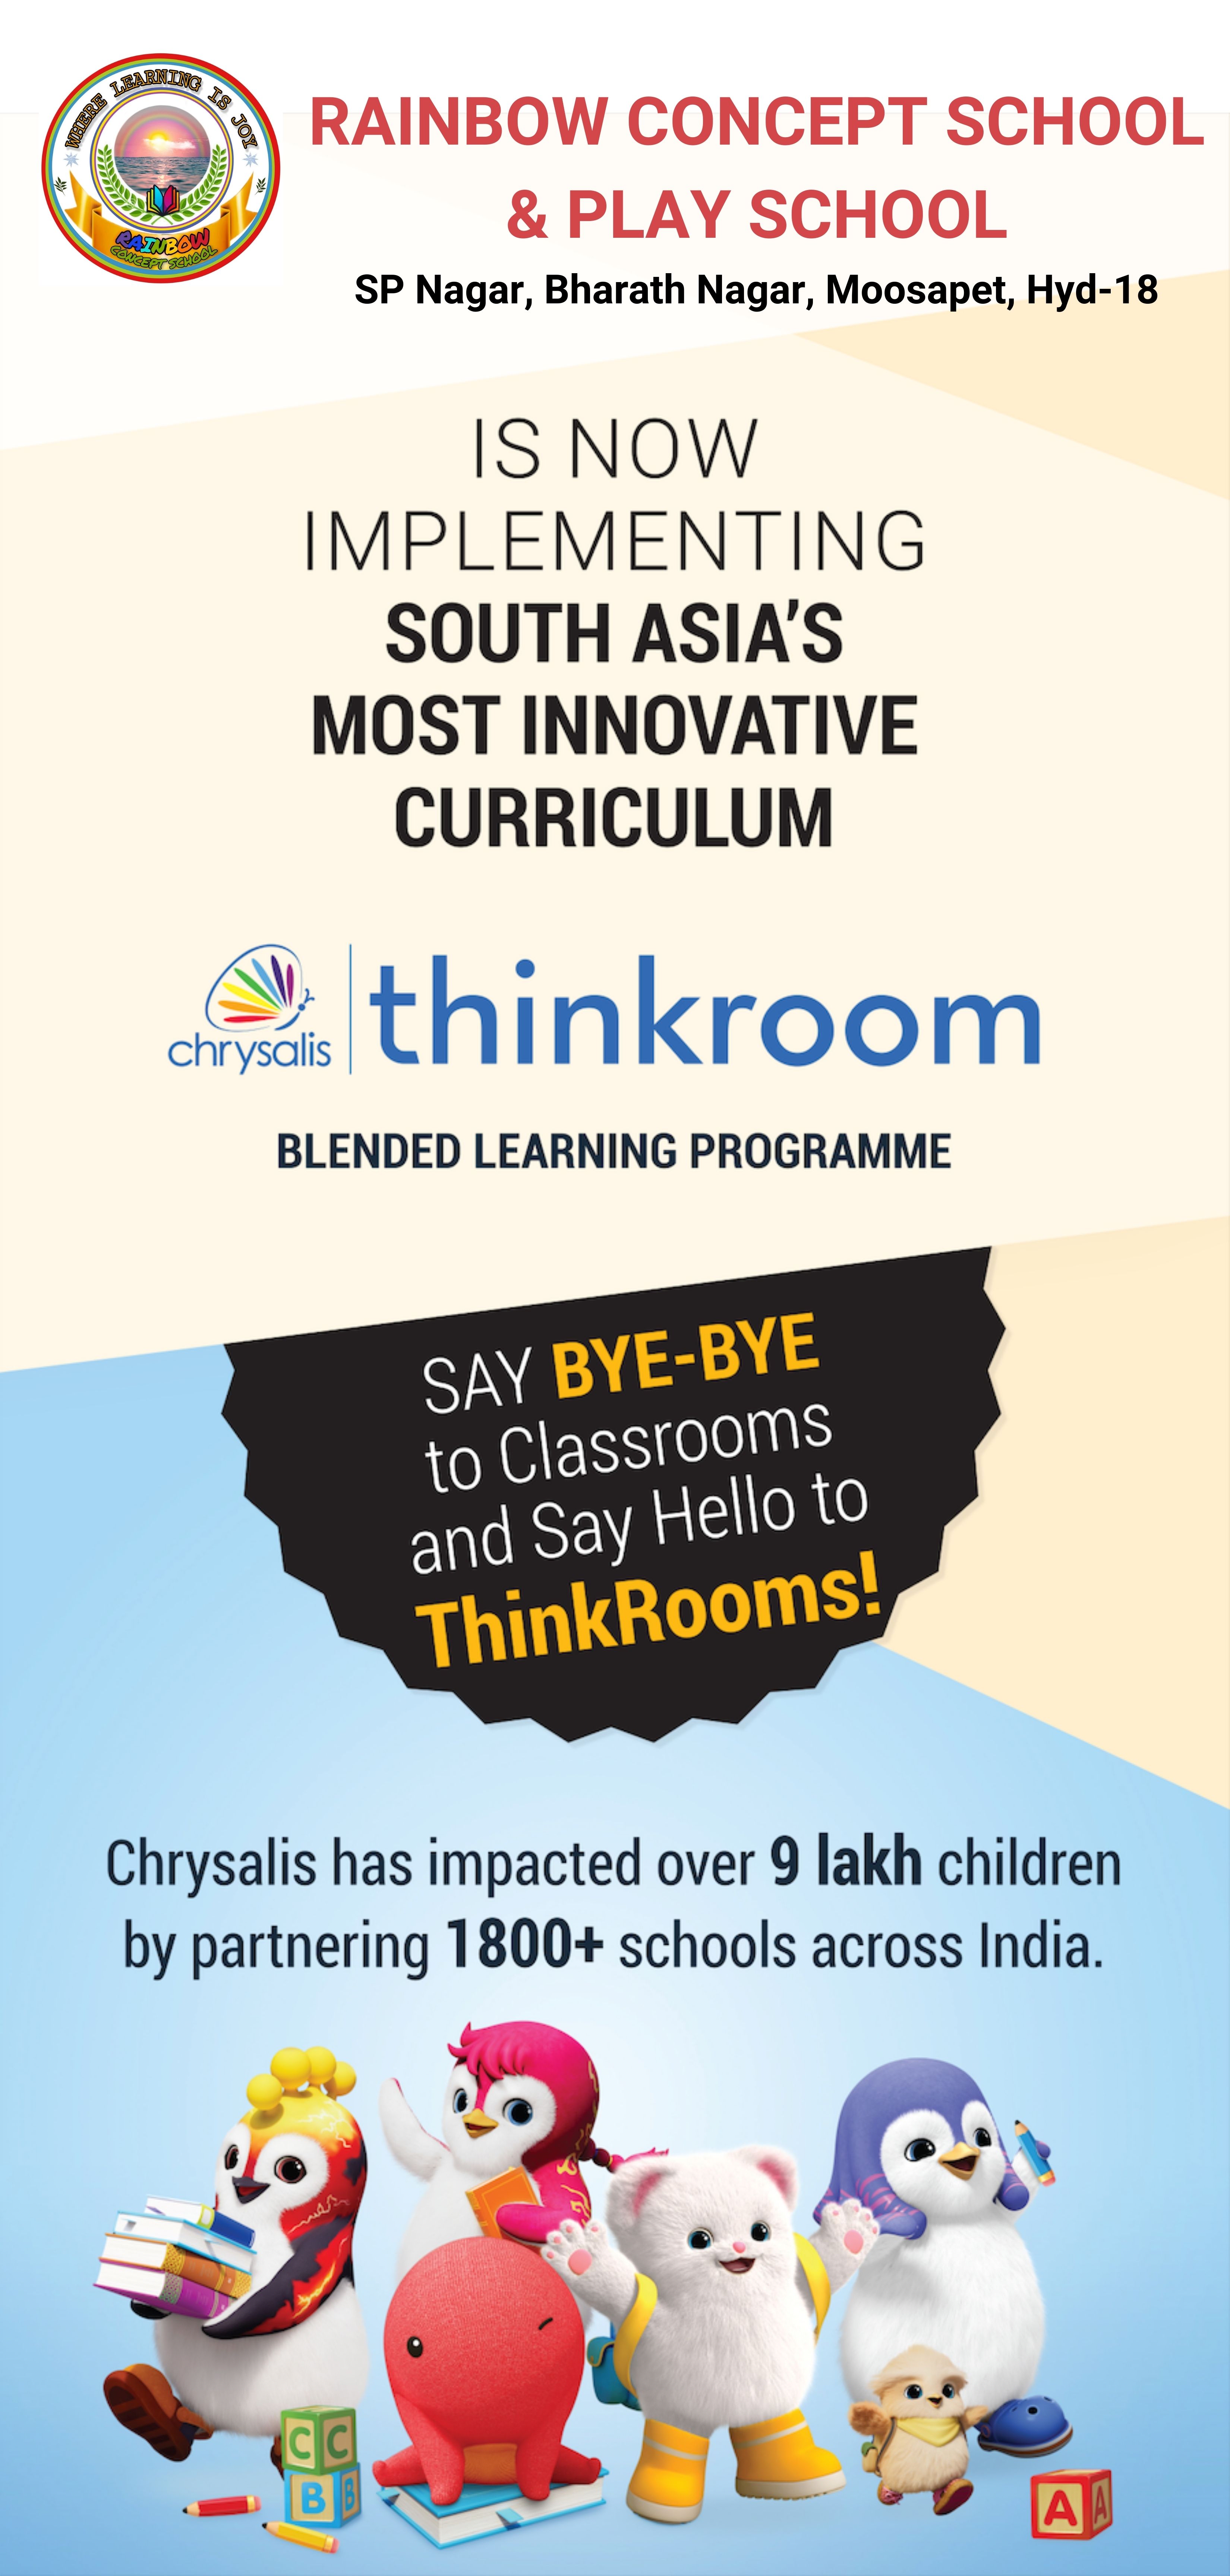 WHERE LEARNING IS JOY
RAINBOW
CONCEPT SCHOOL
RAINBOW CONCEPT SCHOOL
& PLAY SCHOOL
SP Nagar, Bharath Nagar, Moosapet, Hyd-18
IS NOW
IMPLEMENTING
SOUTH ASIA'S
MOST INNOVATIVE
CURRICULUM
chrysalis
thinkroom
BLENDED LEARNING PROGRAMME
SAY BYE-BYE
to Classrooms
and Say Hello to
ThinkRooms!
Chrysalis has impacted over 9 lakh children
by partnering 1800+ schools across India.
C C
B B
A A